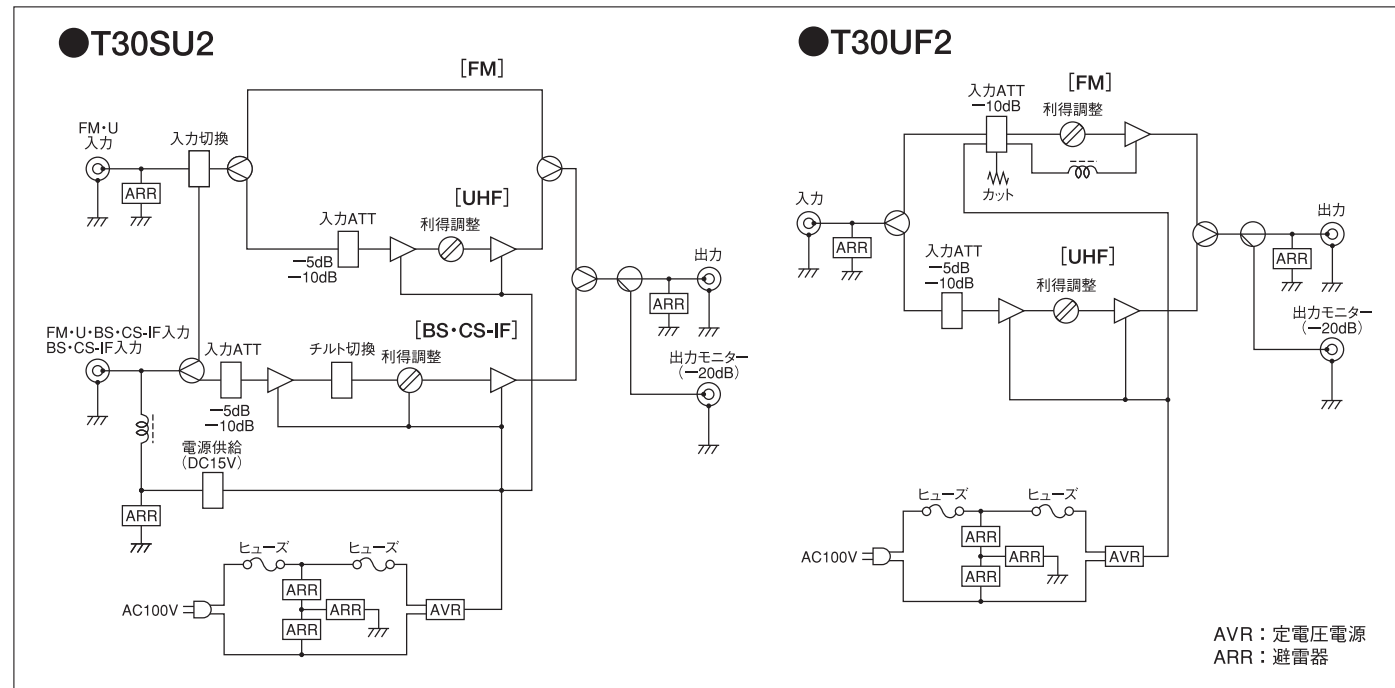 ●T30SU2
[FM]
FM・U
入力
入力切換
ARR
[UHF]
入力ATT
利得調整
−5dB
−10dB
出力
ARR
FM・U・BS・CS-IF入力
BS・CS-IF入力
[BS・CS-IF]
入力ATT
チルト切換
利得調整
−5dB
−10dB
出力モニター
(−20dB)
電源供給
(DC15V)
ARR
ヒューズ
ヒューズ
ARR
ARR
ARR
AC100V
AVR
●T30UF2
[FM]
入力ATT
−10dB
利得調整
カット
入力
ARR
[UHF]
入力ATT
−5dB
−10dB
利得調整
出力
ARR
出力モニター
(−20dB)
ヒューズ
ヒューズ
ARR
ARR
ARR
AC100V
AVR
AVR：定電圧電源
ARR：避雷器